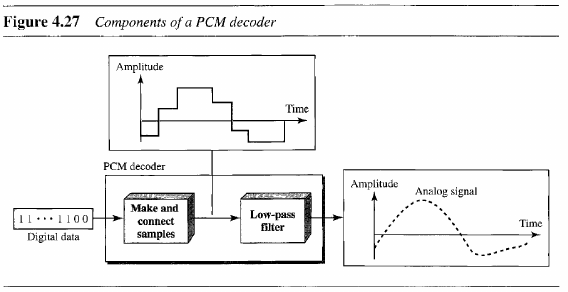 Figure 4.27 Components of a PCM decoder
Amplitude
Time
PCM decoder
11 ••• 1100
Digital data
Make and
connect
samples
Low-pass
filter
Amplitude
Analog signal
Time